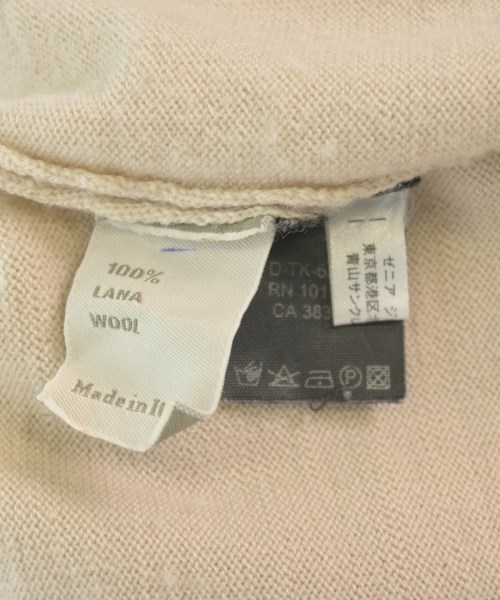 100%
LANA
WOOL
Made in It
D-TK-6
RN 101
CA 383
ゼニア ジ
東京都港区
青山サンク